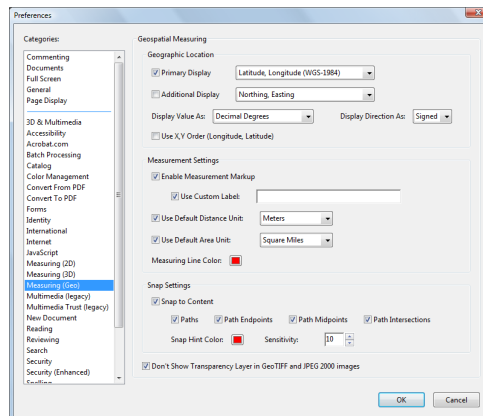 Preferences
Categories:
Commenting
Documents
Full Screen
General
Page Display
3D & Multimedia
Accessibility
Acrobat.com
Batch Processing
Catalog
Color Management
Convert From PDF
Convert To PDF
Forms
Identity
International
Internet
JavaScript
Measuring (2D)
Measuring (3D)
Measuring (Geo)
Multimedia (legacy)
Multimedia Trust (legacy)
New Document
Reading
Reviewing
Search
Security
Security (Enhanced)
Spelling
Geospatial Measuring
Geographic Location
Primary Display Latitude, Longitude (WGS-1984)
Additional Display Northing, Easting
Display Value As: Decimal Degrees Display Direction As: Signed
Use X,Y Order (Longitude, Latitude)
Measurement Settings
Enable Measurement Markup
Use Custom Label:
Use Default Distance Unit: Meters
Use Default Area Unit: Square Miles
Measuring Line Color:
Snap Settings
Snap to Content
Paths Path Endpoints Path Midpoints Path Intersections
Snap Hint Color: Sensitivity: 10
Don't Show Transparency Layer in GeoTIFF and JPEG 2000 images
OK Cancel